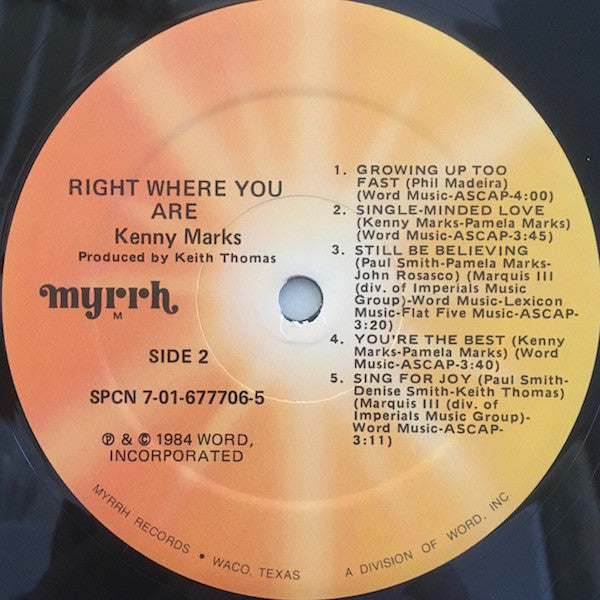 RIGHT WHERE YOU
ARE
Kenny Marks
Produced by Keith Thomas
myrrh
M
SIDE 2
SPCN 7-01-677706-5
℗ & © 1984 WORD,
INCORPORATED
1. GROWING UP TOO
FAST (Phil Madeira)
(Word Music-ASCAP-4:00)
2. SINGLE-MINDED LOVE
(Kenny Marks-Pamela Marks)
(Word Music-ASCAP-3:45)
3. STILL BE BELIEVING
(Paul Smith-Pamela Marks-
John Rosasco) (Marquis III
(div. of Imperials Music
Group)-Word Music-Lexicon
Music-Flat Five Music-ASCAP-
3:20)
4. YOU'RE THE BEST (Kenny
Marks-Pamela Marks) (Word
Music-ASCAP-3:40)
5. SING FOR JOY (Paul Smith-
Denise Smith-Keith Thomas)
(Marquis III (div. of
Imperials Music Group)-
Word Music-ASCAP-
3:11)
MYRRH RECORDS • WACO, TEXAS A DIVISION OF WORD, INC.